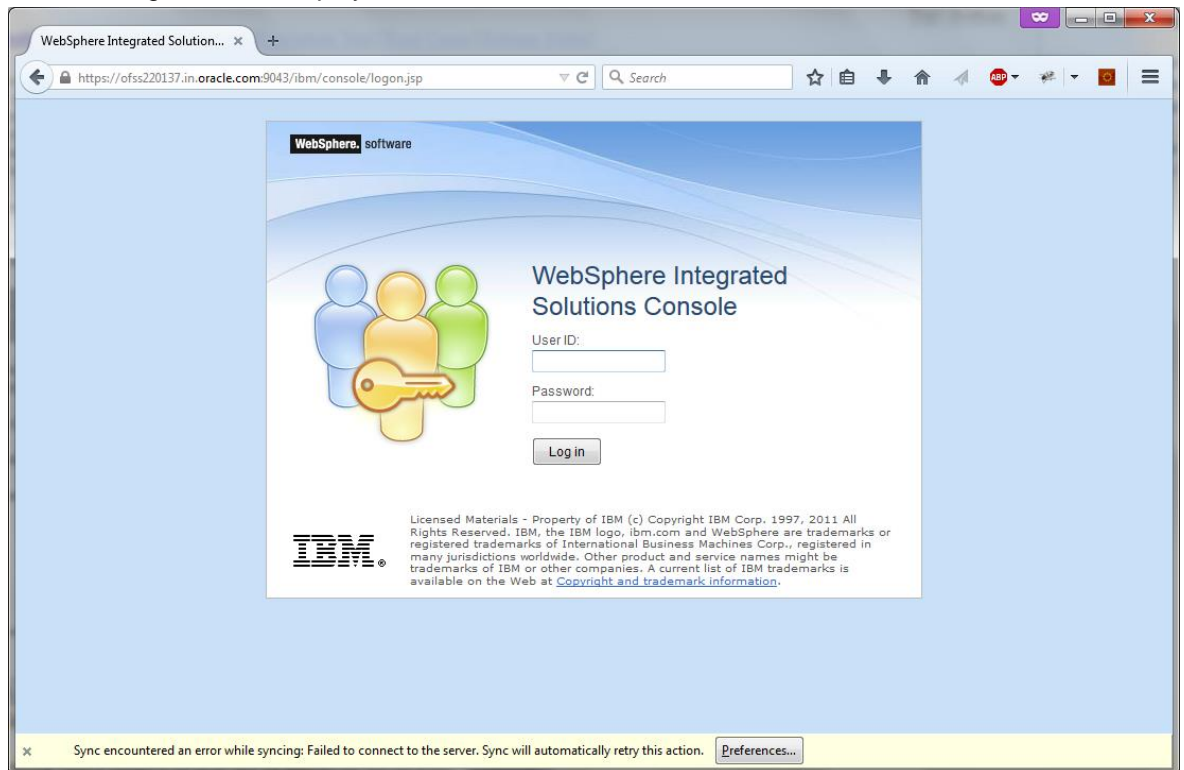 WebSphere Integrated Solution...
https://ofss220137.in.oracle.com:9043/ibm/console/logon.jsp
Search
ABP
WebSphere. software
WebSphere Integrated
Solutions Console
User ID:
Password:
Log in
IBM®
Licensed Materials - Property of IBM (c) Copyright IBM Corp. 1997, 2011 All
Rights Reserved. IBM, the IBM logo, ibm.com and WebSphere are trademarks or
registered trademarks of International Business Machines Corp., registered in
many jurisdictions worldwide. Other product and service names might be
trademarks of IBM or other companies. A current list of IBM trademarks is
available on the Web at Copyright and trademark information.
Sync encountered an error while syncing: Failed to connect to the server. Sync will automatically retry this action. Preferences...